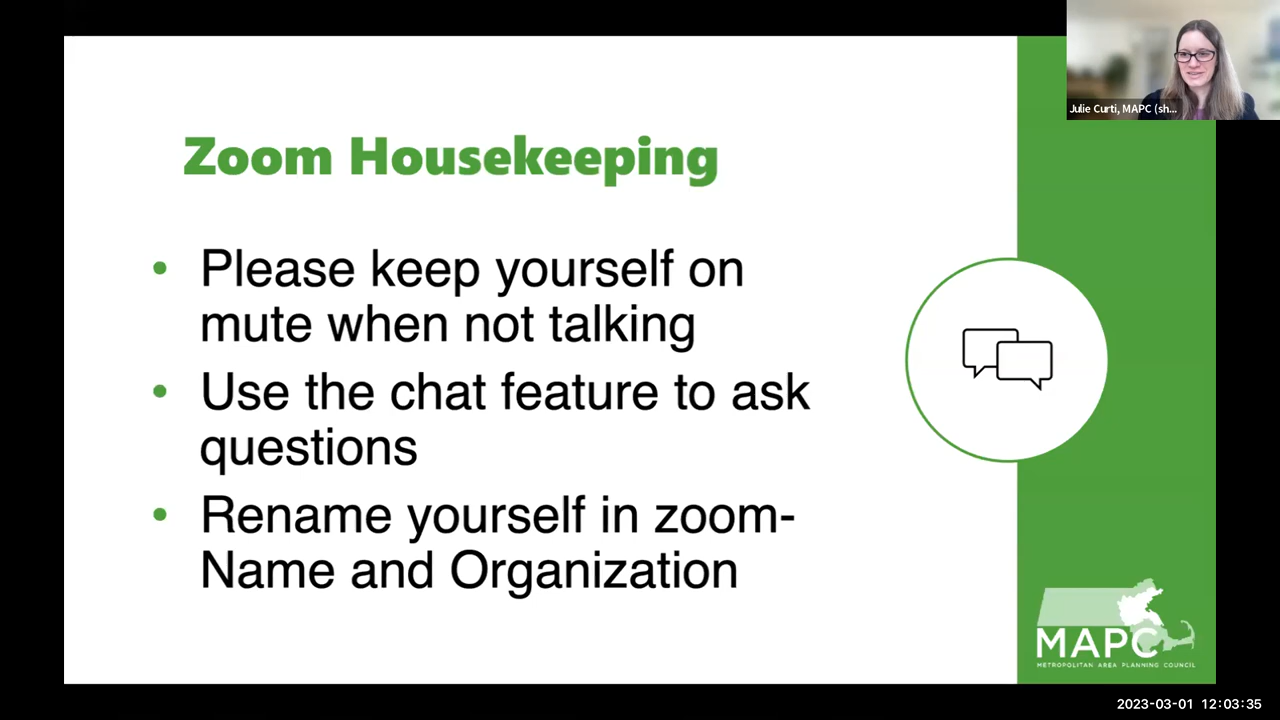 Julie Curti, MAPC (sh...
Zoom Housekeeping
• Please keep yourself on
mute when not talking
• Use the chat feature to ask
questions
• Rename yourself in zoom-
Name and Organization
MAPC
METROPOLITAN AREA PLANNING COUNCIL
2023-03-01 12:03:35